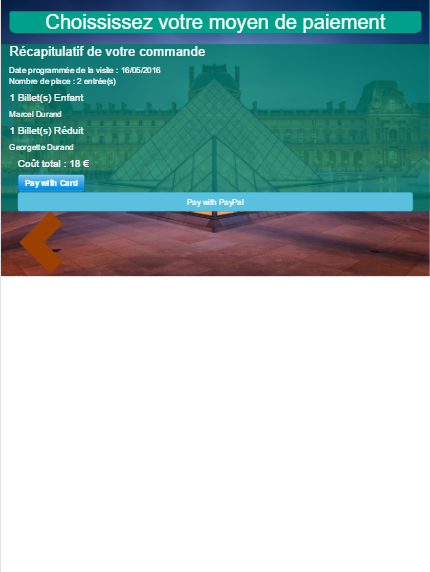 Choississez votre moyen de paiement
Récapitulatif de votre commande
Date programmée de la visite : 16/05/2016
Nombre de place : 2 entrée(s)
1 Billet(s) Enfant
Marcel Durand
1 Billet(s) Réduit
Georgette Durand
Coût total : 18 €
Pay with Card
Pay with PayPal